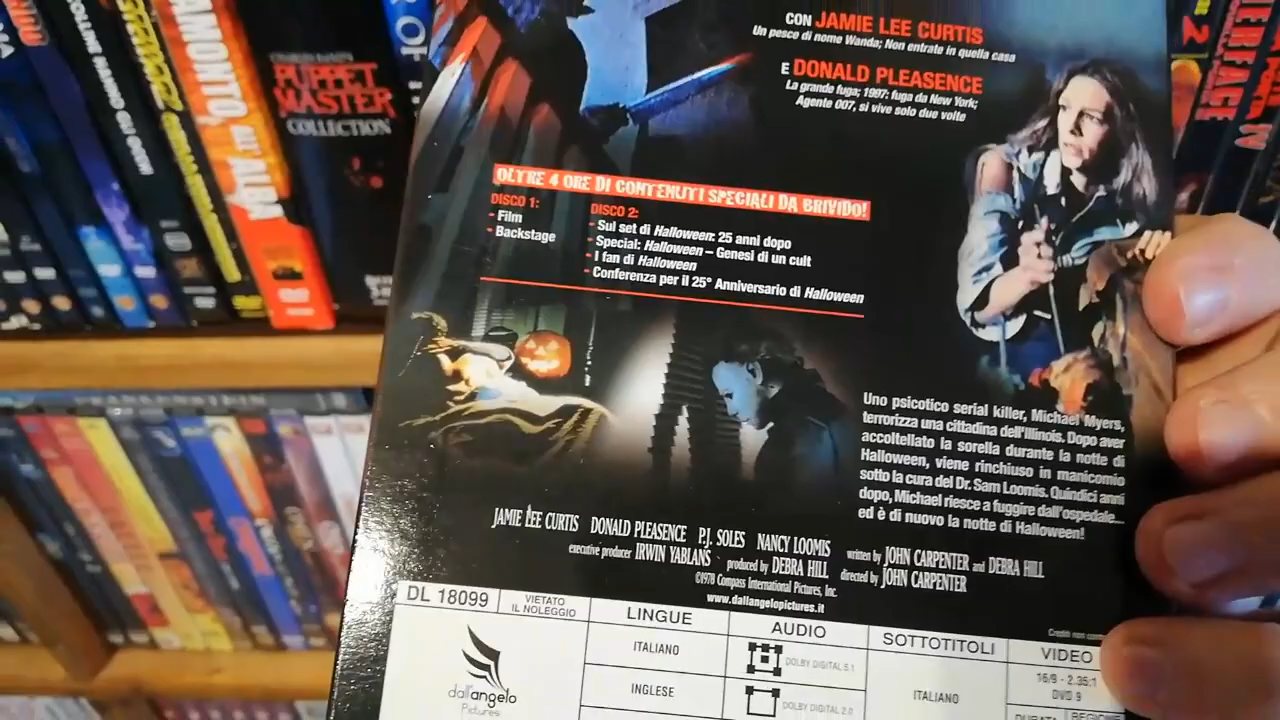 PUPPET
MASTER
COLLECTION
CON JAMIE LEE CURTIS
Un pesce di nome Wanda; Non entrate in quella casa
E DONALD PLEASENCE
La grande fuga; 1997: fuga da New York;
Agente 007, si vive solo due volte
OLTRE 4 ORE DI CONTENUTI SPECIALI DA BRIVIDO!
DISCO 1:
- Film
- Backstage
DISCO 2:
- Sul set di Halloween: 25 anni dopo
- Special: Halloween – Genesi di un cult
- I fan di Halloween
- Conferenza per il 25° Anniversario di Halloween
Uno psicotico serial killer, Michael Myers,
terrorizza una cittadina dell'Illinois. Dopo aver
accoltellato la sorella durante la notte di
Halloween, viene rinchiuso in manicomio
sotto la cura del Dr. Sam Loomis. Quindici anni
dopo, Michael riesce a fuggire dall'ospedale...
ed è di nuovo la notte di Halloween!
JAMIE LEE CURTIS DONALD PLEASENCE P.J. SOLES NANCY LOOMIS written by JOHN CARPENTER and DEBRA HILL
executive producer IRWIN YABLANS produced by DEBRA HILL directed by JOHN CARPENTER
©1978 Compass International Pictures, Inc.
www.dallangelopictures.it
Crediti non
DL 18099
VIETATO
IL NOLEGGIO
LINGUE
AUDIO
SOTTOTITOLI
VIDEO
ITALIANO
DOLBY DIGITAL 5.1
INGLESE
DOLBY DIGITAL 2.0
ITALIANO
16/9 - 2.35:1
DVD 9
DURATA
REGIONE
dall'angelo
Pictures